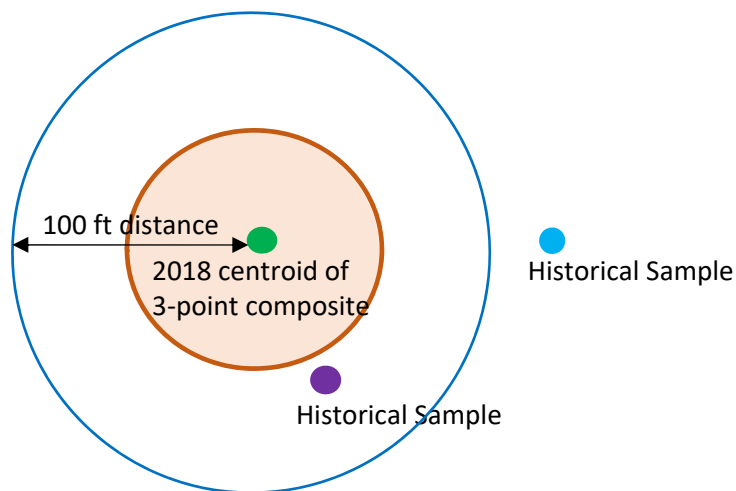 100 ft distance
2018 centroid of
3-point composite
Historical Sample
Historical Sample